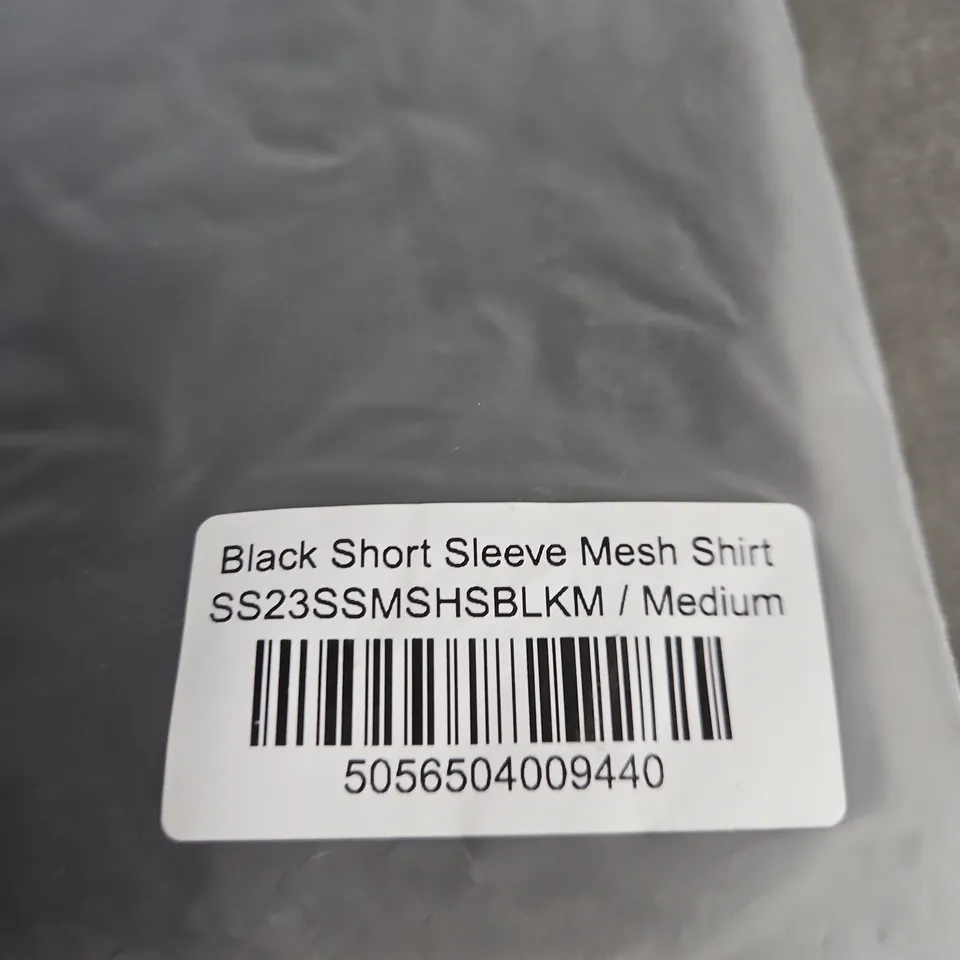 Black Short Sleeve Mesh Shirt
SS23SSMSHSBLKM / Medium
5056504009440